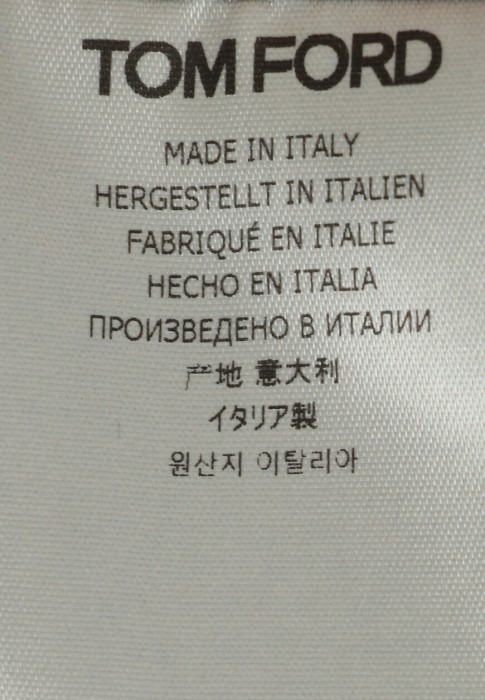 TOM FORD
MADE IN ITALY
HERGESTELLT IN ITALIEN
FABRIQUÉ EN ITALIE
HECHO EN ITALIA
ПРОИЗВЕДЕНО В ИТАЛИИ
产地 意大利
イタリア製
원산지 이탈리아